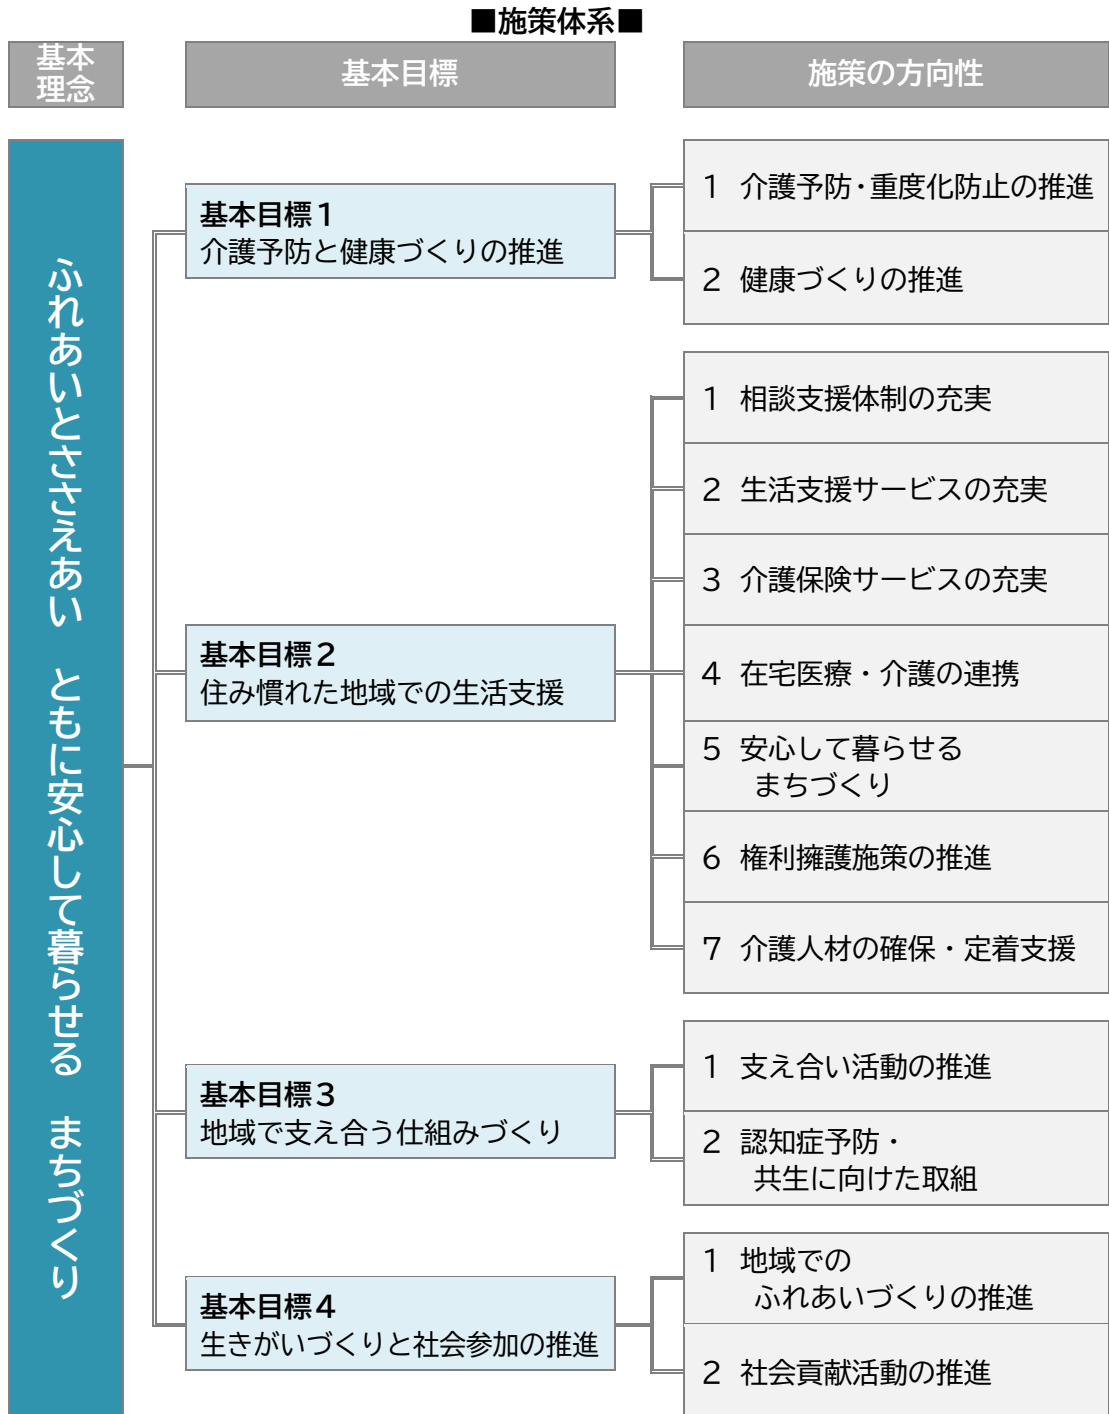 ■施策体系■
基本
理念
基本目標
施策の方向性
ふれあいとささえあい　ともに安心して暮らせる　まちづくり
基本目標１
介護予防と健康づくりの推進
１ 介護予防・重度化防止の推進
２ 健康づくりの推進
基本目標２
住み慣れた地域での生活支援
１ 相談支援体制の充実
２ 生活支援サービスの充実
３ 介護保険サービスの充実
４ 在宅医療・介護の連携
５ 安心して暮らせる
まちづくり
６ 権利擁護施策の推進
７ 介護人材の確保・定着支援
基本目標３
地域で支え合う仕組みづくり
１ 支え合い活動の推進
２ 認知症予防・
共生に向けた取組
基本目標４
生きがいづくりと社会参加の推進
１ 地域での
ふれあいづくりの推進
２ 社会貢献活動の推進